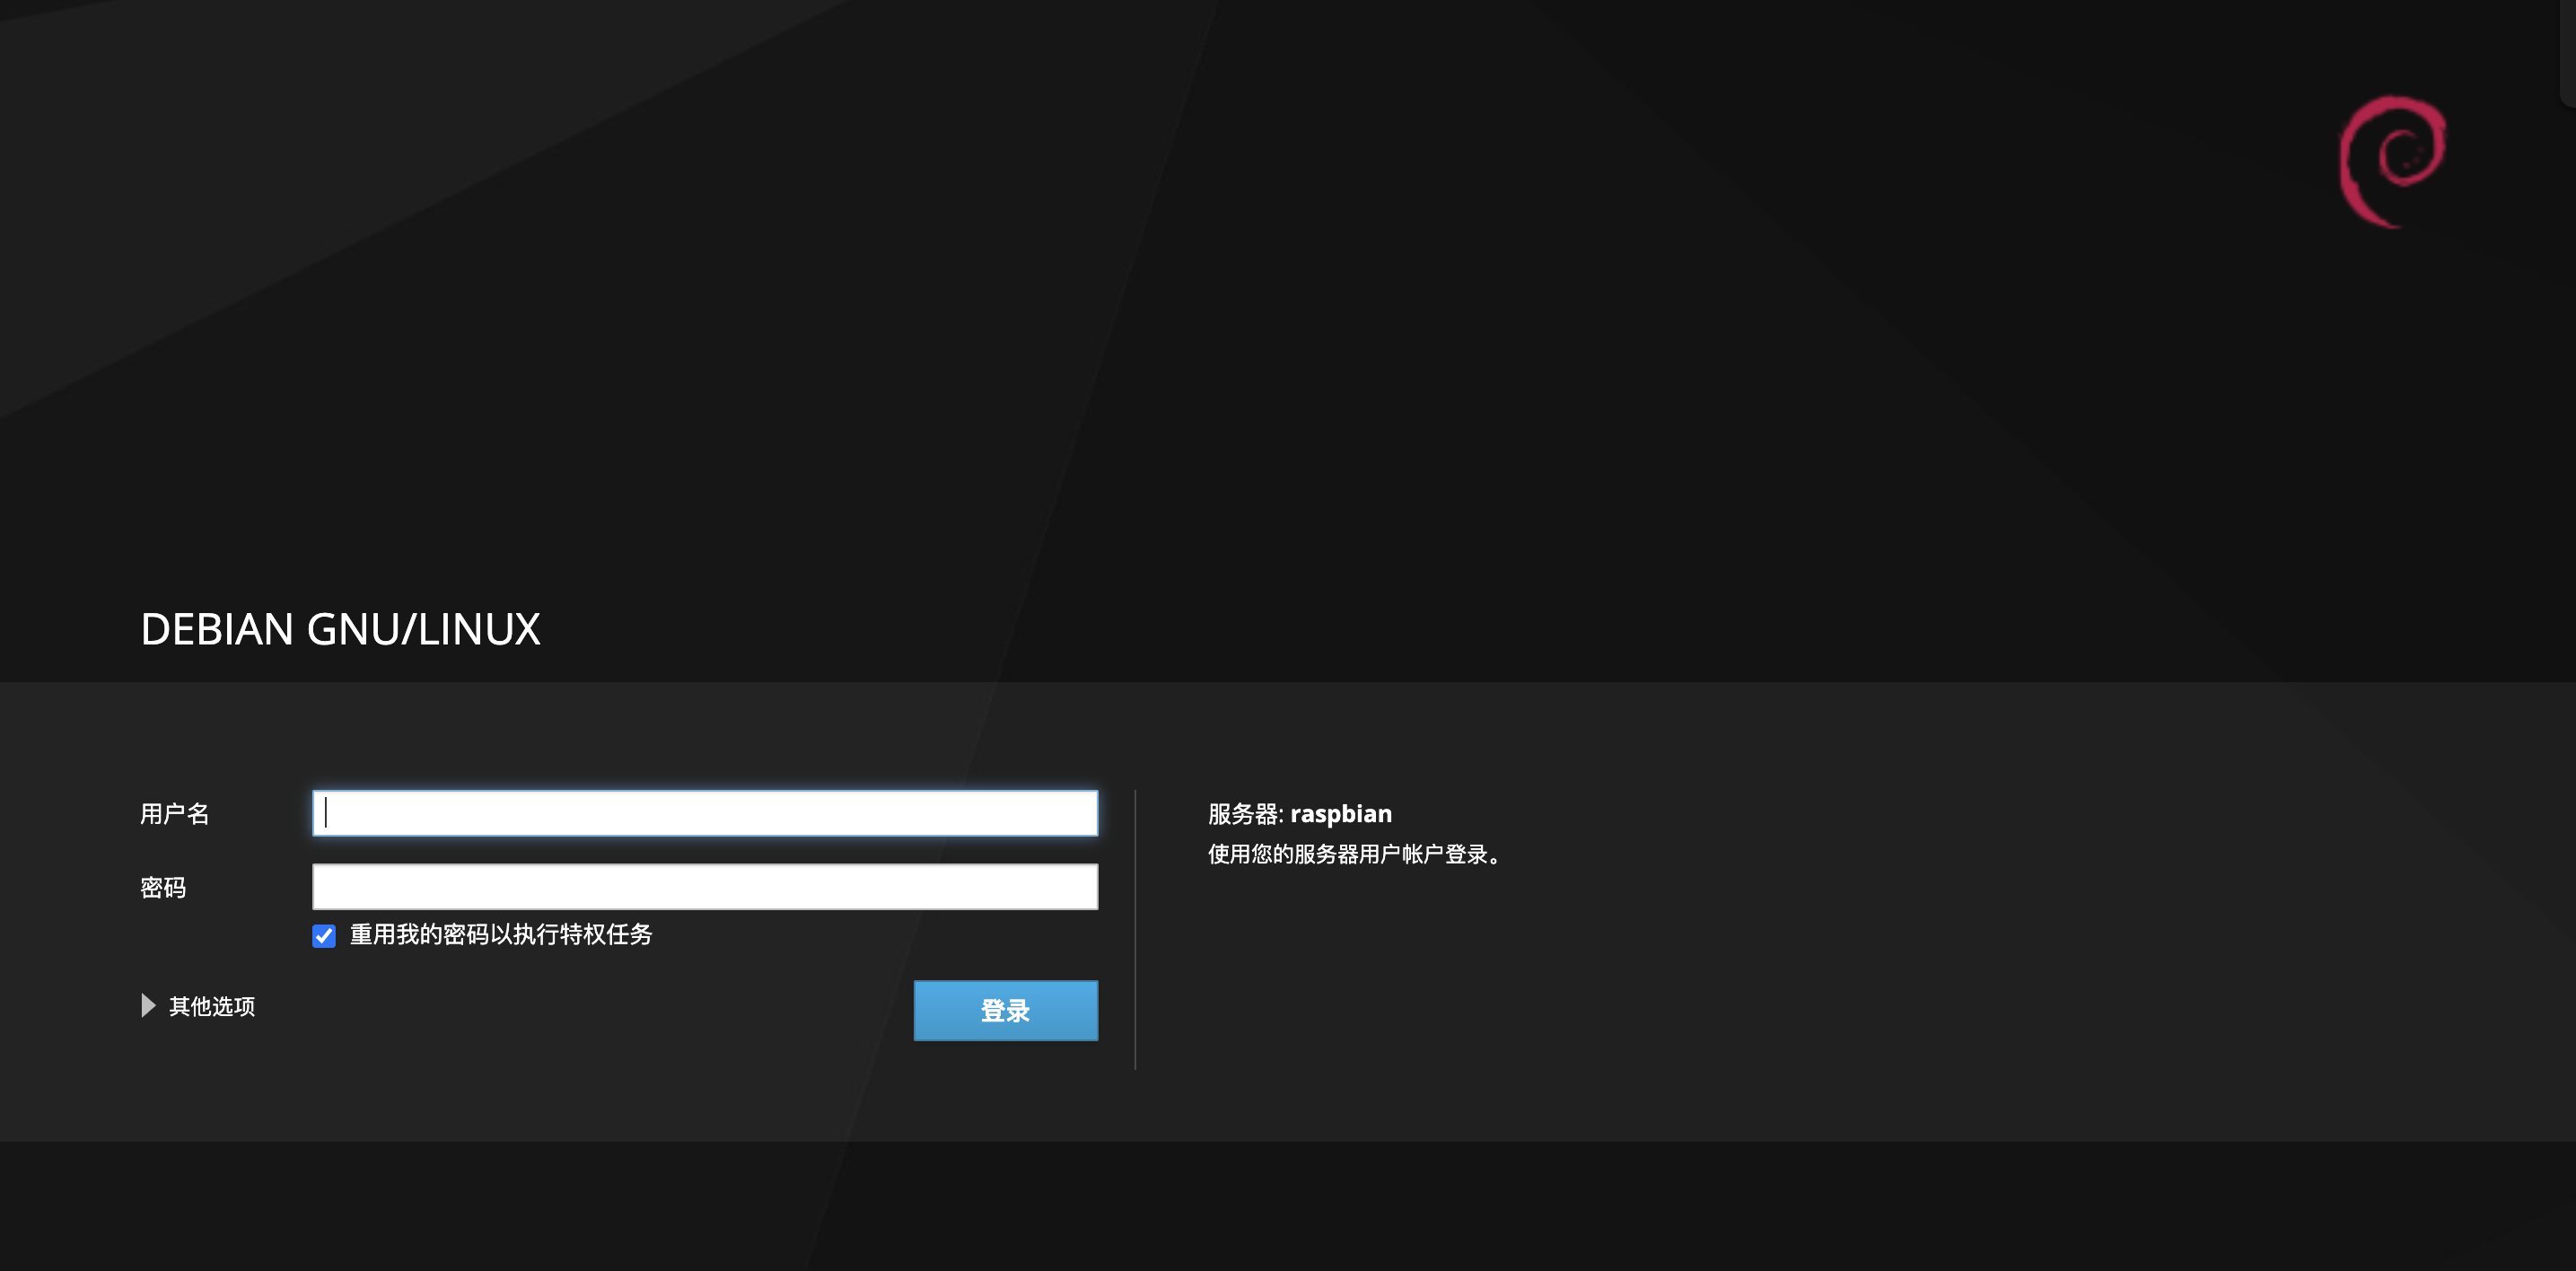 DEBIAN GNU/LINUX
用户名
密码
重用我的密码以执行特权任务
其他选项
登录
服务器: raspbian
使用您的服务器用户帐户登录。